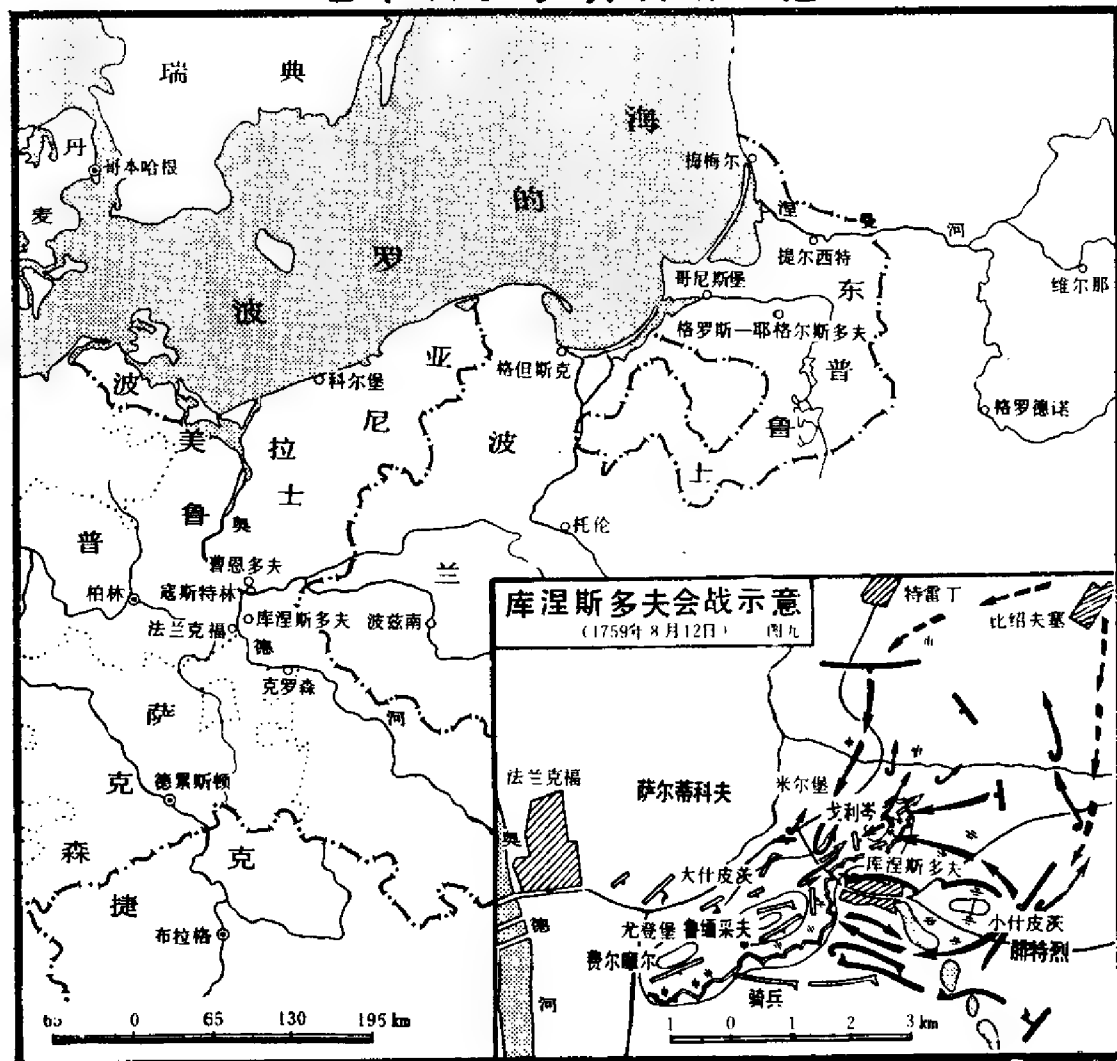 瑞典
丹麦
哥本哈根
波罗的海
梅梅尔
涅曼河
提尔西特
维尔那
哥尼斯堡
东普鲁士
格罗斯—耶格尔斯多夫
格但斯克
格罗德诺
科尔堡
波美拉尼亚
普鲁士
波兰
托伦
奥德河
曹恩多夫
寇斯特林
柏林
库涅斯多夫
法兰克福
波兹南
克罗森
萨克森
德累斯顿
捷克
布拉格
65 0 65 130 195 km
库涅斯多夫会战示意
(1759年8月12日) 图九
特雷丁
比绍夫塞
法兰克福
萨尔蒂科夫
米尔堡
戈利岑
大什皮茨
库涅斯多夫
尤登堡
鲁缅采夫
小什皮茨
腓特烈
费尔摩尔
骑兵
奥德河
1 0 1 2 3 km